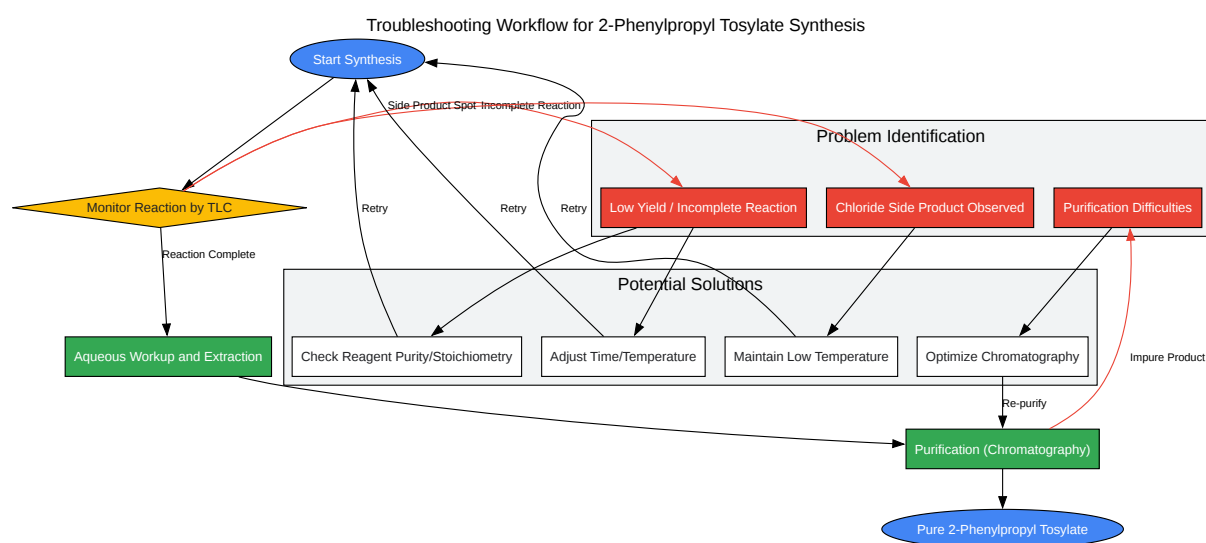 Troubleshooting Workflow for 2-Phenylpropyl Tosylate Synthesis
Start Synthesis
Side Product Spot
Incomplete Reaction
Problem Identification
Monitor Reaction by TLC
Retry
Retry
Retry
Low Yield / Incomplete Reaction
Chloride Side Product Observed
Purification Difficulties
Reaction Complete
Potential Solutions
Aqueous Workup and Extraction
Check Reagent Purity/Stoichiometry
Adjust Time/Temperature
Maintain Low Temperature
Optimize Chromatography
Impure Product
Re-purify
Purification (Chromatography)
Pure 2-Phenylpropyl Tosylate